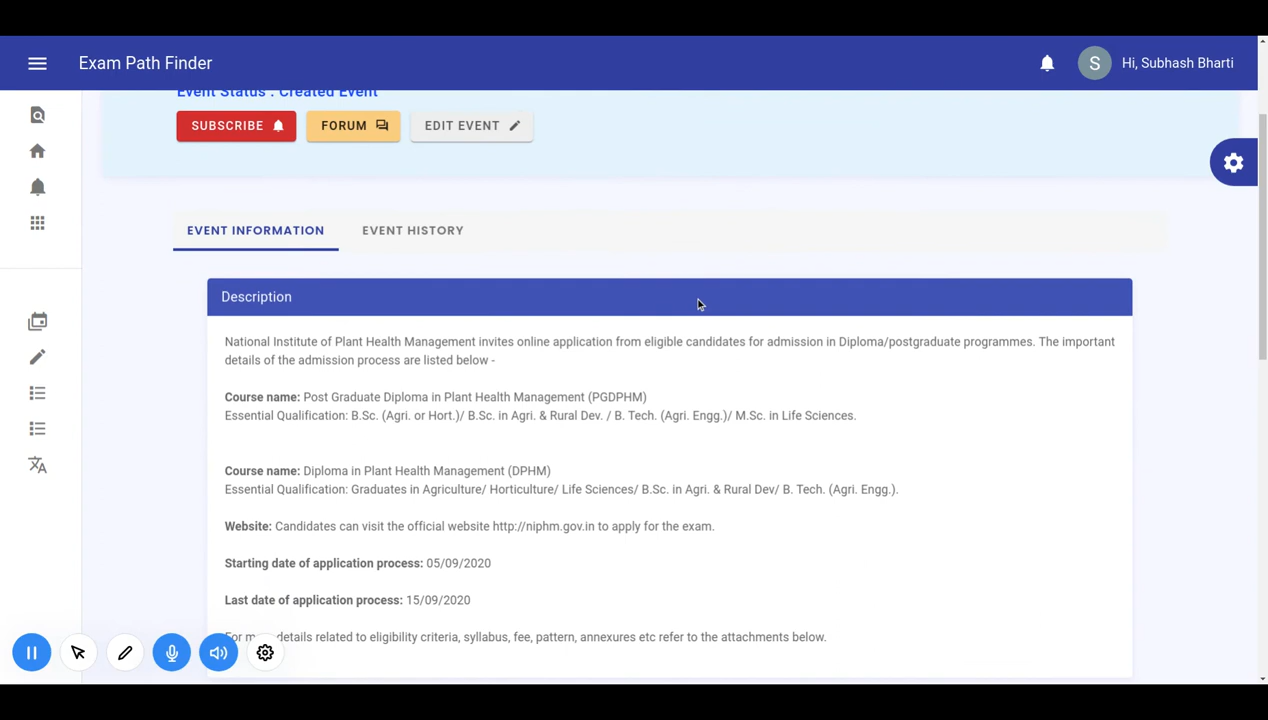 Exam Path Finder
S
Hi, Subhash Bharti
Event Status : Created Event
SUBSCRIBE
FORUM
EDIT EVENT
EVENT INFORMATION
EVENT HISTORY
Description
National Institute of Plant Health Management invites online application from eligible candidates for admission in Diploma/postgraduate programmes. The important
details of the admission process are listed below -
Course name: Post Graduate Diploma in Plant Health Management (PGDPHM)
Essential Qualification: B.Sc. (Agri. or Hort.)/ B.Sc. in Agri. & Rural Dev. / B. Tech. (Agri. Engg.)/ M.Sc. in Life Sciences.
Course name: Diploma in Plant Health Management (DPHM)
Essential Qualification: Graduates in Agriculture/ Horticulture/ Life Sciences/ B.Sc. in Agri. & Rural Dev/ B. Tech. (Agri. Engg.).
Website: Candidates can visit the official website http://niphm.gov.in to apply for the exam.
Starting date of application process: 05/09/2020
Last date of application process: 15/09/2020
For details related to eligibility criteria, syllabus, fee, pattern, annexures etc refer to the attachments below.